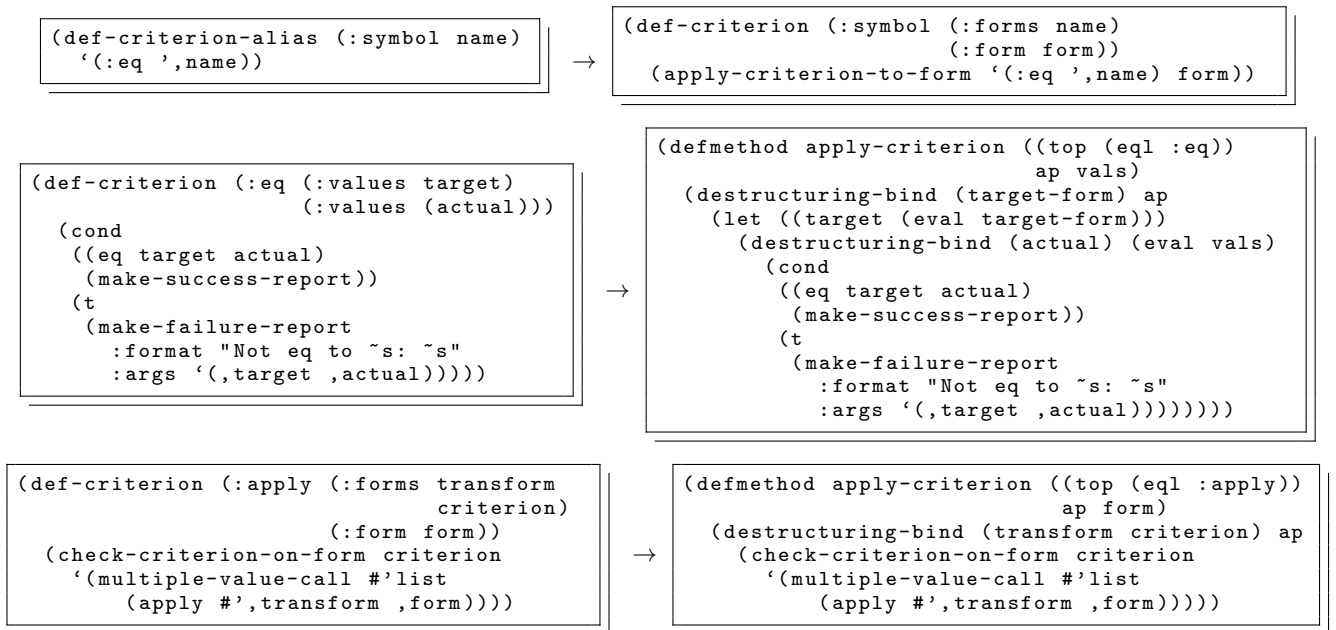 (def-criterion-alias (:symbol name)
  ‘(:eq ’,name))
→
(def-criterion (:symbol (:forms name)
                        (:form form))
  (apply-criterion-to-form ‘(:eq ’,name) form))
(def-criterion (:eq (:values target)
                    (:values (actual)))
  (cond
   ((eq target actual)
    (make-success-report))
   (t
    (make-failure-report
      :format "Not eq to ~s: ~s"
      :args ‘(,target ,actual)))))
→
(defmethod apply-criterion ((top (eql :eq))
                            ap vals)
  (destructuring-bind (target-form) ap
    (let ((target (eval target-form)))
      (destructuring-bind (actual) (eval vals)
        (cond
         ((eq target actual)
          (make-success-report))
         (t
          (make-failure-report
            :format "Not eq to ~s: ~s"
            :args ‘(,target ,actual))))))))
(def-criterion (:apply (:forms transform
                               criterion)
                       (:form form))
  (check-criterion-on-form criterion
    ‘(multiple-value-call #’list
        (apply #’,transform ,form))))
→
(defmethod apply-criterion ((top (eql :apply))
                            ap form)
  (destructuring-bind (transform criterion) ap
    (check-criterion-on-form criterion
      ‘(multiple-value-call #’list
          (apply #’,transform ,form)))))